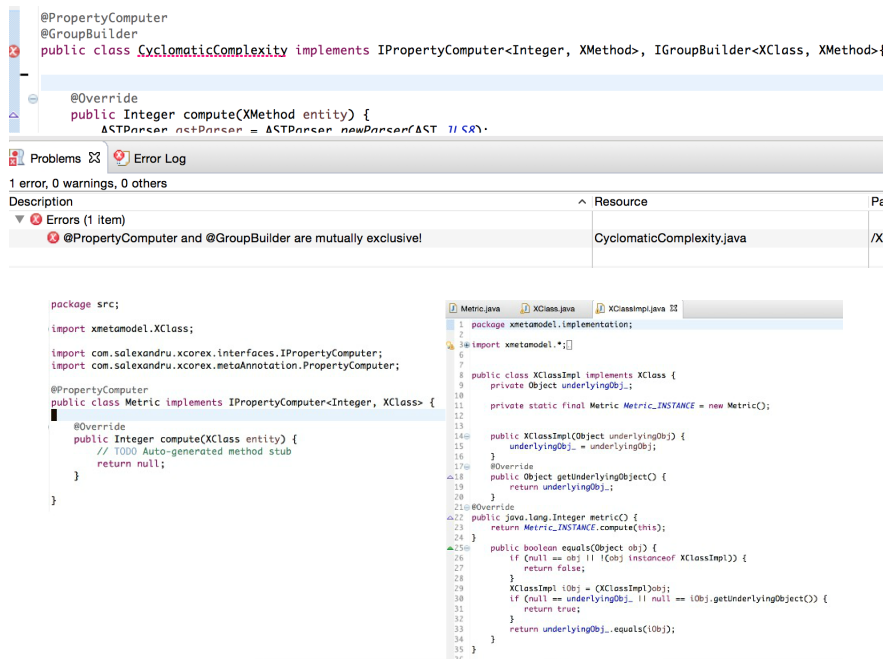 @PropertyComputer
@GroupBuilder
public class CyclomaticComplexity implements IPropertyComputer<Integer, XMethod>, IGroupBuilder<XClass, XMethod>{
@Override
public Integer compute(XMethod entity) {
ASTParser astParser = ASTParser.newParser(AST.JLS8);
Problems Error Log
1 error, 0 warnings, 0 others
Description Resource Pa
Errors (1 item)
@PropertyComputer and @GroupBuilder are mutually exclusive! CyclomaticComplexity.java /X
package src;
import xmetamodel.XClass;
import com.salexandru.xcorex.interfaces.IPropertyComputer;
import com.salexandru.xcorex.metaAnnotation.PropertyComputer;
@PropertyComputer
public class Metric implements IPropertyComputer<Integer, XClass> {
@Override
public Integer compute(XClass entity) {
// TODO Auto-generated method stub
return null;
}
}
Metric.java XClass.java XClassImpl.java
1 package xmetamodel.implementation;
2
3 import xmetamodel.*;
6
7
8 public class XClassImpl implements XClass {
9 private Object underlyingObj_;
10
11 private static final Metric Metric_INSTANCE = new Metric();
12
13
14 public XClassImpl(Object underlyingObj) {
15 underlyingObj_ = underlyingObj;
16 }
17 @Override
18 public Object getUnderlyingObject() {
19 return underlyingObj_;
20 }
21 @Override
22 public java.lang.Integer metric() {
23 return Metric_INSTANCE.compute(this);
24 }
25 public boolean equals(Object obj) {
26 if (null == obj || !(obj instanceof XClassImpl)) {
27 return false;
28 }
29 XClassImpl iObj = (XClassImpl)obj;
30 if (null == underlyingObj_ || null == iObj.getUnderlyingObject()) {
31 return true;
32 }
33 return underlyingObj_.equals(iObj);
34 }
35 }